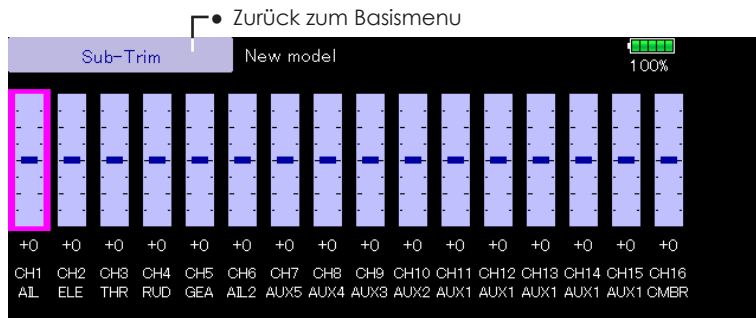 Zurück zum Basismenu
Sub-Trim New model 100%
+0 +0 +0 +0 +0 +0 +0 +0 +0 +0 +0 +0 +0 +0 +0 +0
CH1 CH2 CH3 CH4 CH5 CH6 CH7 CH8 CH9 CH10 CH11 CH12 CH13 CH14 CH15 CH16
AIL ELE THR RUD GEA AIL2 AUX5 AUX4 AUX3 AUX2 AUX1 AUX1 AUX1 AUX1 AUX1 CMBR